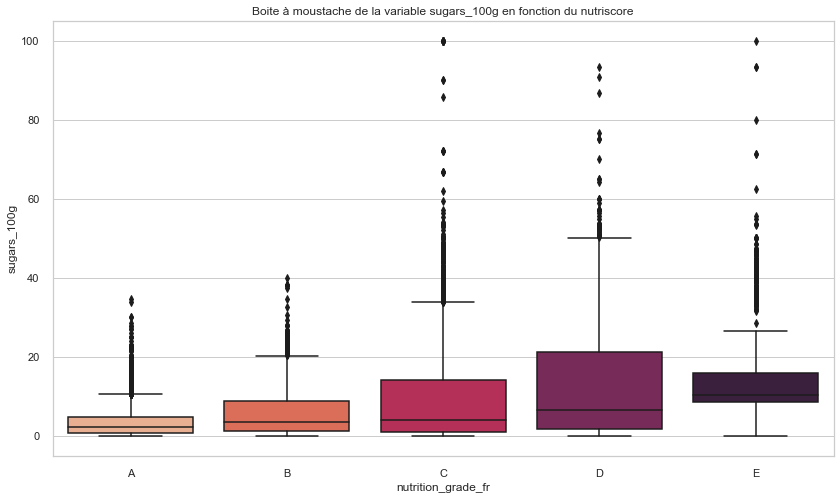 Boite à moustache de la variable sugars_100g en fonction du nutriscore
100
80
60
40
20
0
sugars_100g
A B C D E
nutrition_grade_fr